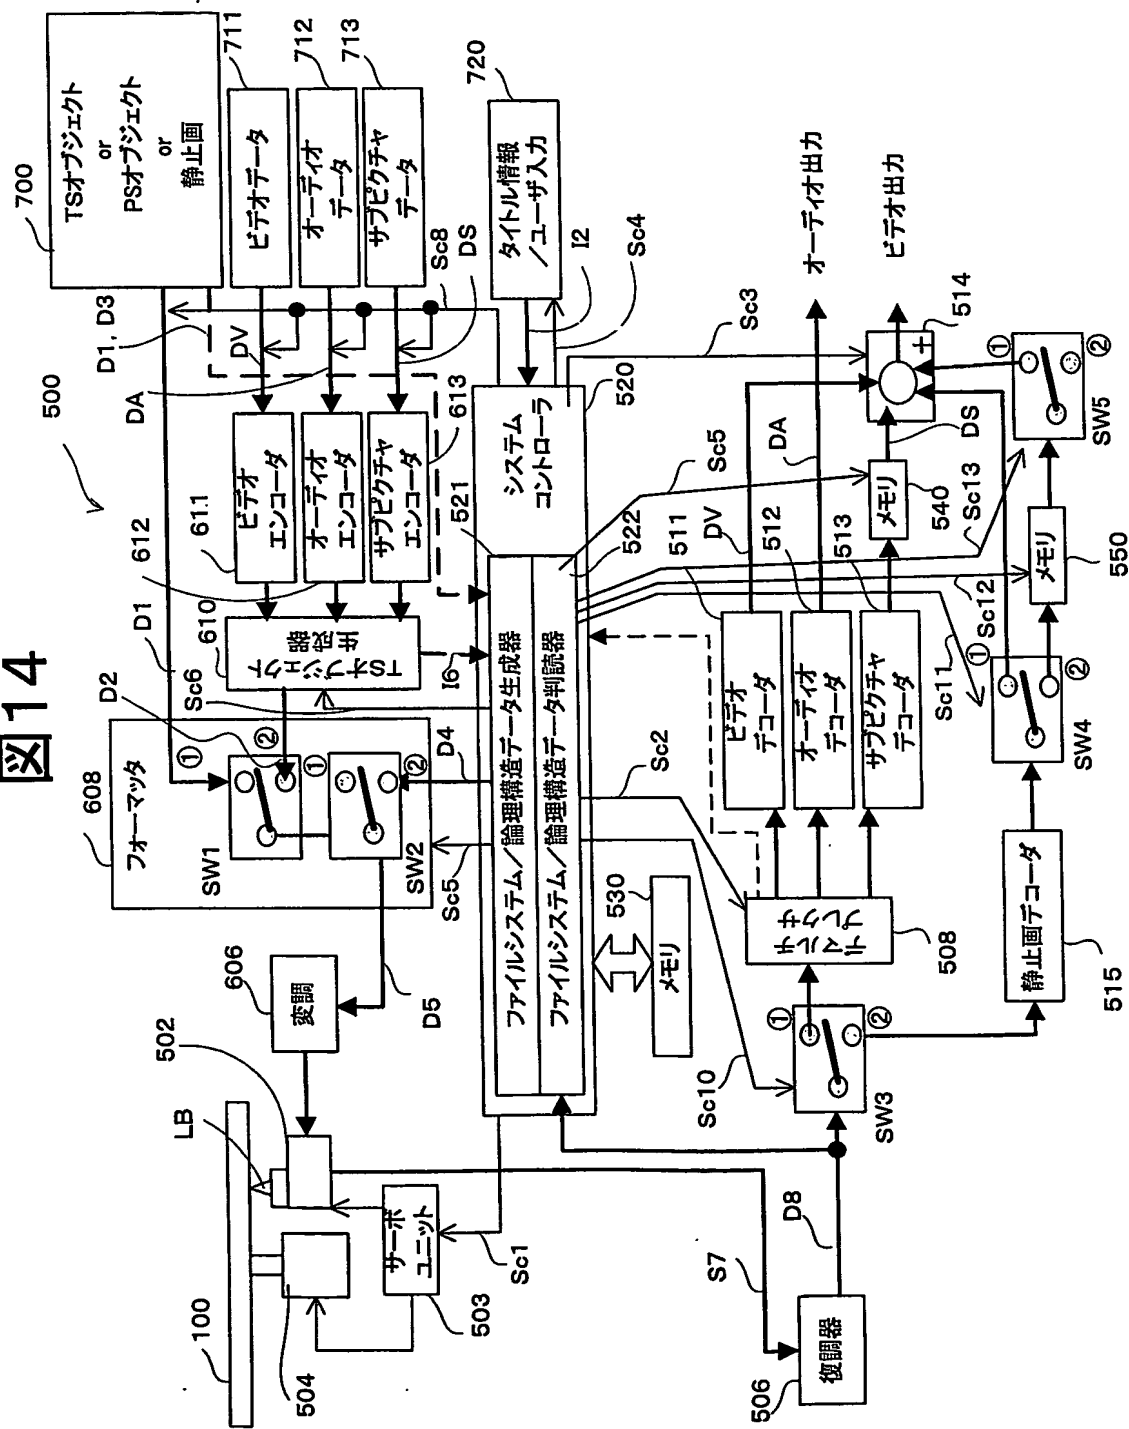 図14
500
700
TSオブジェクト
or
PSオブジェクト
or
静止画
711
ビデオデータ
712
オーディオ
データ
713
サブピクチャ
データ
720
タイトル情報
/ユーザ入力
D1, D3
DV
DA
DS
Sc8
I2
Sc4
61.1
ビデオ
エンコーダ
612
オーディオ
エンコーダ
613
サブピクチャ
エンコーダ
610
TSオブジェクト
生成器
D1
D2
Sc6
I6
608
フォーマッタ
①
②
SW1
①
②
SW2
D4
Sc5
D5
606
変調
502
LB
100
504
サーボ
ユニット
503
Sc1
520
システム
コントローラ
521
ファイルシステム/論理構造データ生成器
522
ファイルシステム/論理構造データ判読器
530
メモリ
Sc2
Sc10
Sc3
Sc5
Sc13
Sc12
Sc11
S7
D8
復調器
506
①
②
SW3
デマルチ
プレクサ
508
511
ビデオ
デコーダ
512
オーディオ
デコーダ
513
サブピクチャ
デコーダ
DV
DA
メモリ
540
DS
+
514
オーディオ出力
ビデオ出力
静止画デコーダ
515
①
②
SW4
メモリ
550
①
②
SW5